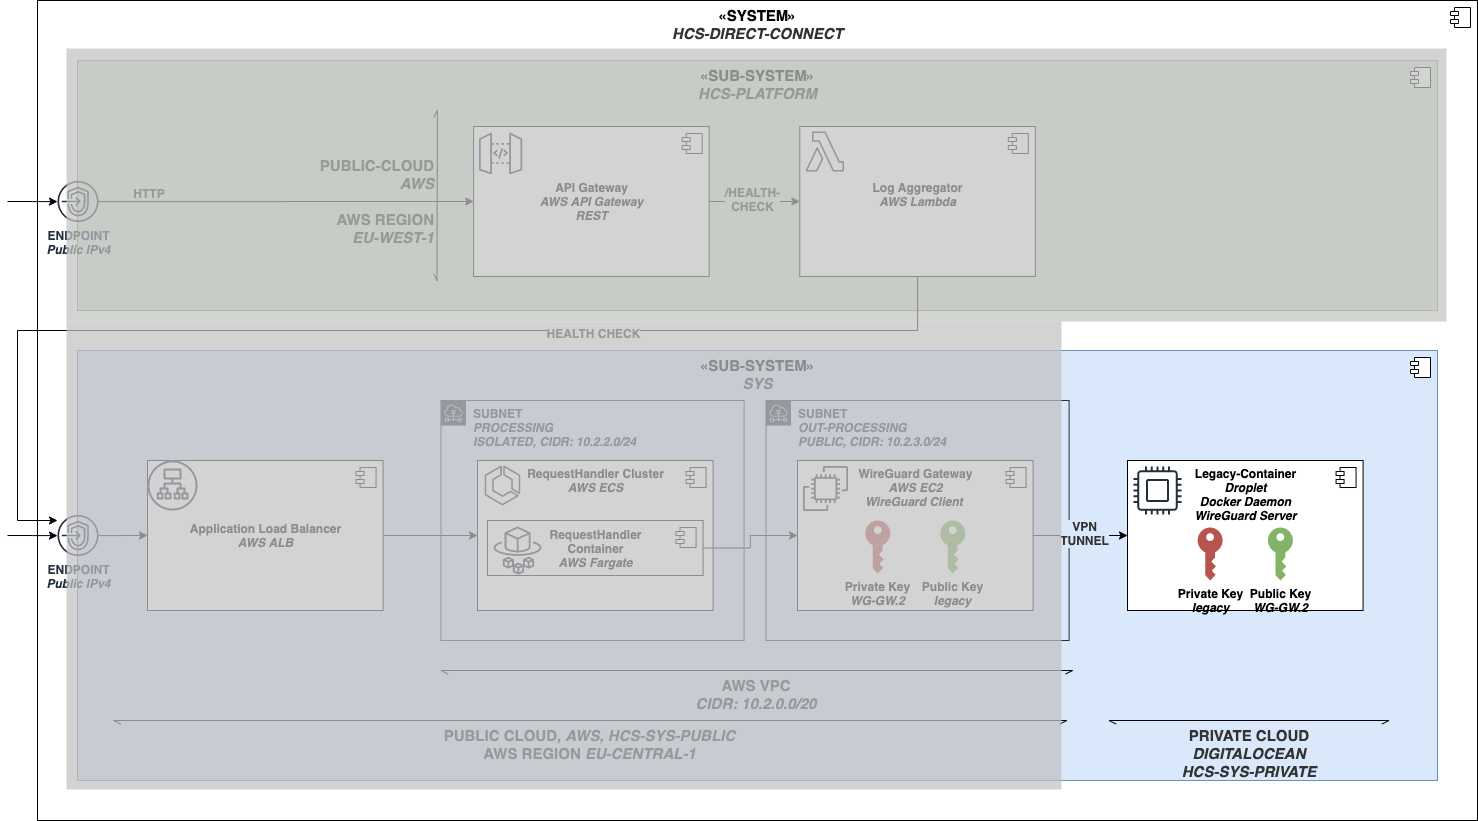 «SYSTEM»
HCS-DIRECT-CONNECT
«SUB-SYSTEM»
HCS-PLATFORM
PUBLIC-CLOUD
AWS
HTTP
AWS REGION
EU-WEST-1
ENDPOINT
Public IPv4
API Gateway
AWS API Gateway
REST
/HEALTH-
CHECK
Log Aggregator
AWS Lambda
HEALTH CHECK
«SUB-SYSTEM»
SYS
ENDPOINT
Public IPv4
Application Load Balancer
AWS ALB
SUBNET
PROCESSING
ISOLATED, CIDR: 10.2.2.0/24
RequestHandler Cluster
AWS ECS
RequestHandler
Container
AWS Fargate
SUBNET
OUT-PROCESSING
PUBLIC, CIDR: 10.2.3.0/24
WireGuard Gateway
AWS EC2
WireGuard Client
Private Key
WG-GW.2
Public Key
legacy
VPN
TUNNEL
Legacy-Container
Droplet
Docker Daemon
WireGuard Server
Private Key
legacy
Public Key
WG-GW.2
AWS VPC
CIDR: 10.2.0.0/20
PUBLIC CLOUD, AWS, HCS-SYS-PUBLIC
AWS REGION EU-CENTRAL-1
PRIVATE CLOUD
DIGITALOCEAN
HCS-SYS-PRIVATE